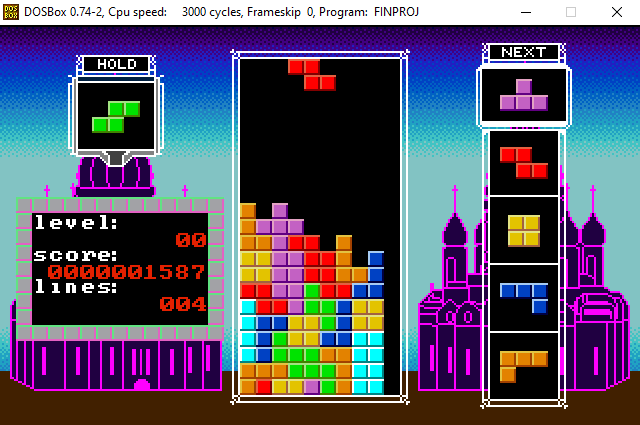 DOSBox 0.74-2, Cpu speed:    3000 cycles, Frameskip  0, Program:  FINPROJ
HOLD
NEXT
level:
00
score:
0000001587
lines:
004